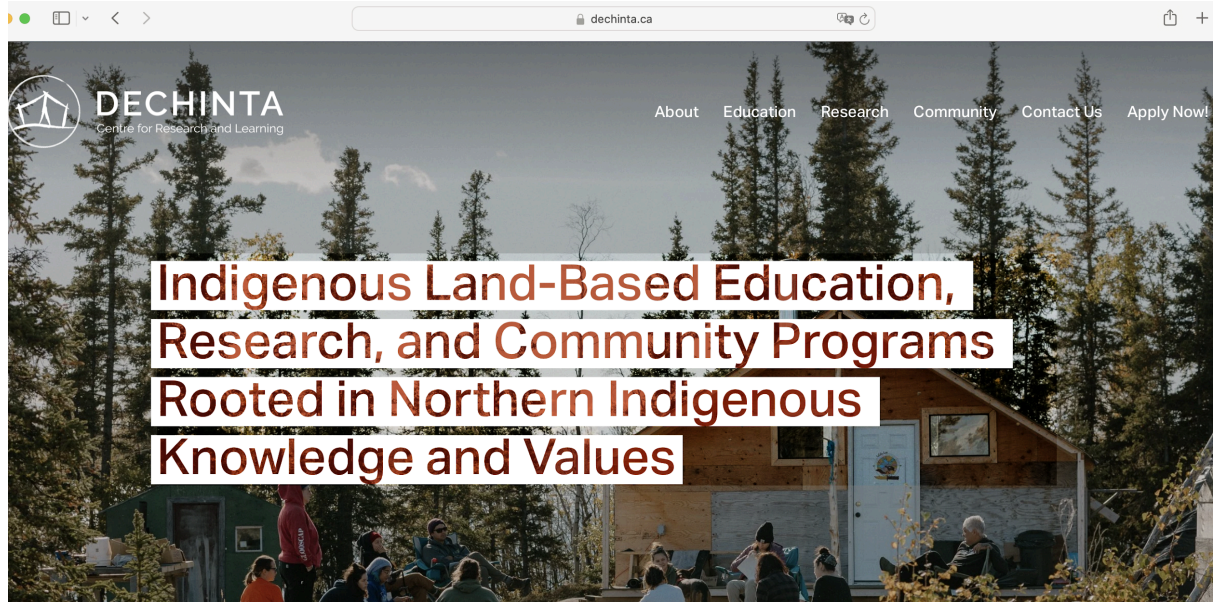 dechinta.ca
DECHINTA
Centre for Research and Learning
About Education Research Community Contact Us Apply Now!
Indigenous Land-Based Education,
Research, and Community Programs
Rooted in Northern Indigenous
Knowledge and Values